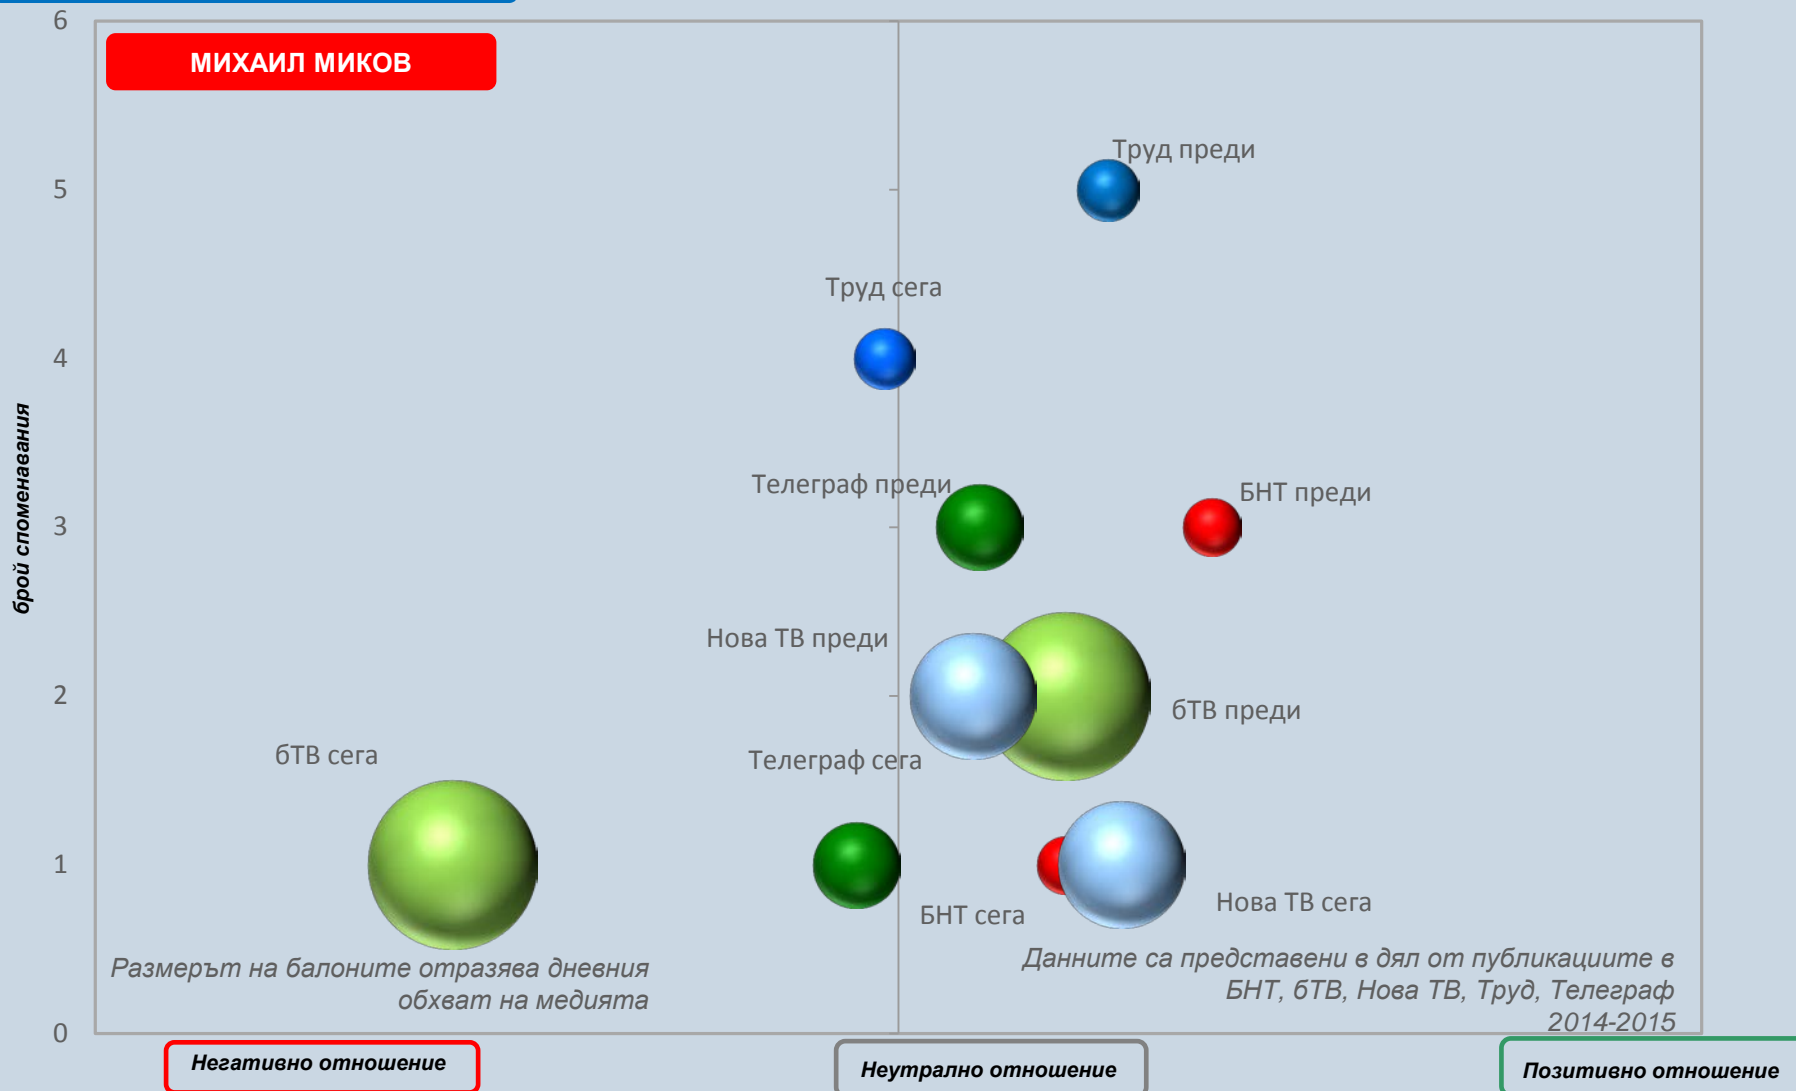 6
МИХАИЛ МИКОВ
Труд преди
5
Труд сега
4
брой споменавания
Телеграф преди
БНТ преди
3
Нова ТВ преди
2
бТВ преди
бТВ сега
Телеграф сега
1
Нова ТВ сега
БНТ сега
Размерът на балоните отразява дневния
обхват на медията
Данните са представени в дял от публикациите в
БНТ, бТВ, Нова ТВ, Труд, Телеграф
2014-2015
0
Негативно отношение
Неутрално отношение
Позитивно отношение